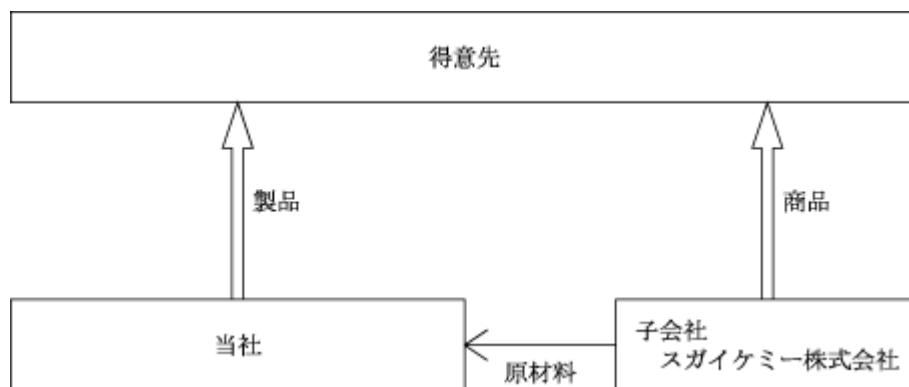 得意先
製品
商品
当社
原材料
子会社
スガイケミー株式会社